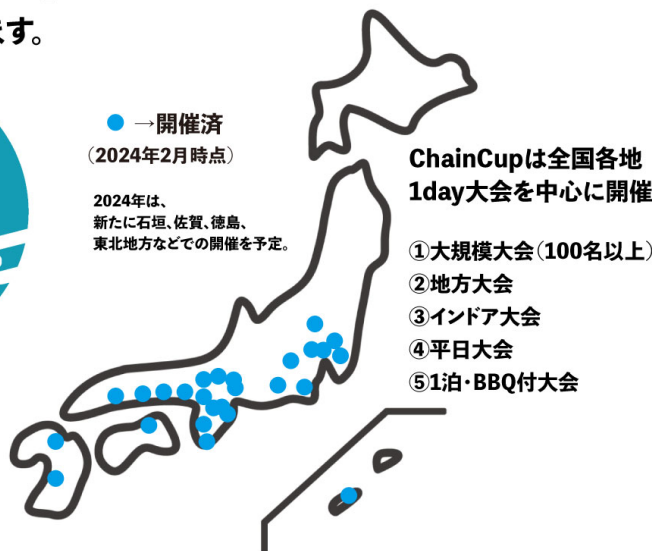 ます。
→開催済
（2024年2月時点）
2024年は、
新たに石垣、佐賀、徳島、
東北地方などでの開催を予定。
ChainCupは全国各地
1day大会を中心に開催
①大規模大会（100名以上）
②地方大会
③インドア大会
④平日大会
⑤1泊・BBQ付大会